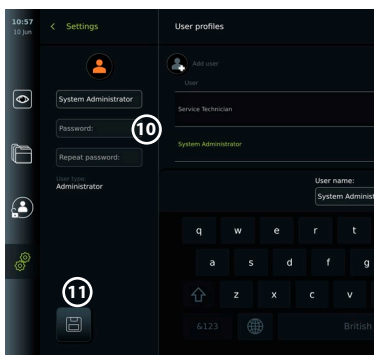 10:57
10 Jun
Settings
User profiles
Add user
User
System Administrator
Service Technician
Password:
10
System Administrator
Repeat password:
User type:
Administrator
User name:
System Administ
q w e r t
a s d f g
11
z x c v
&123
British